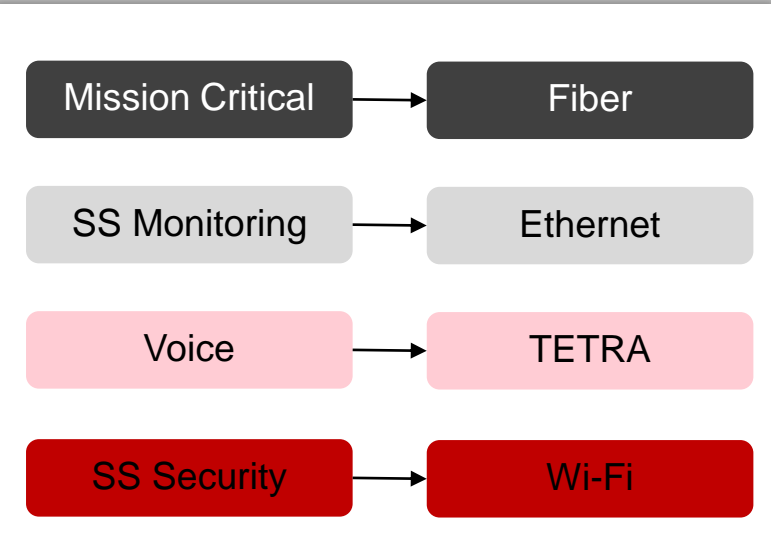 Mission Critical
Fiber
SS Monitoring
Ethernet
Voice
TETRA
SS Security
Wi-Fi